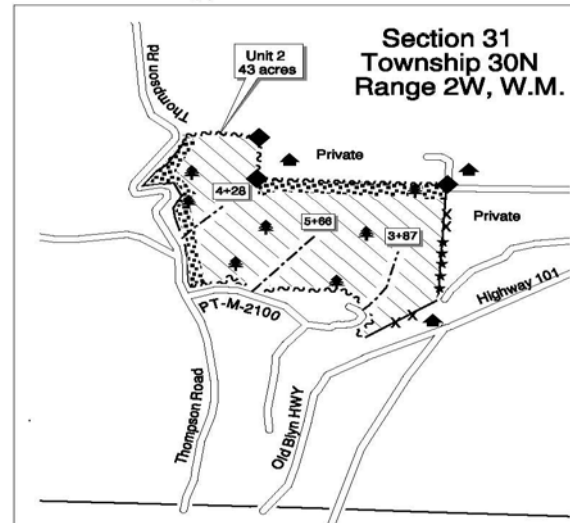 Section 31
Township 30N
Range 2W, W.M.
Unit 2
43 acres
Thompson Rd
Private
4+28
5+66
3+87
Private
PT-M-2100
Highway 101
Thompson Road
Old Blyn HWY